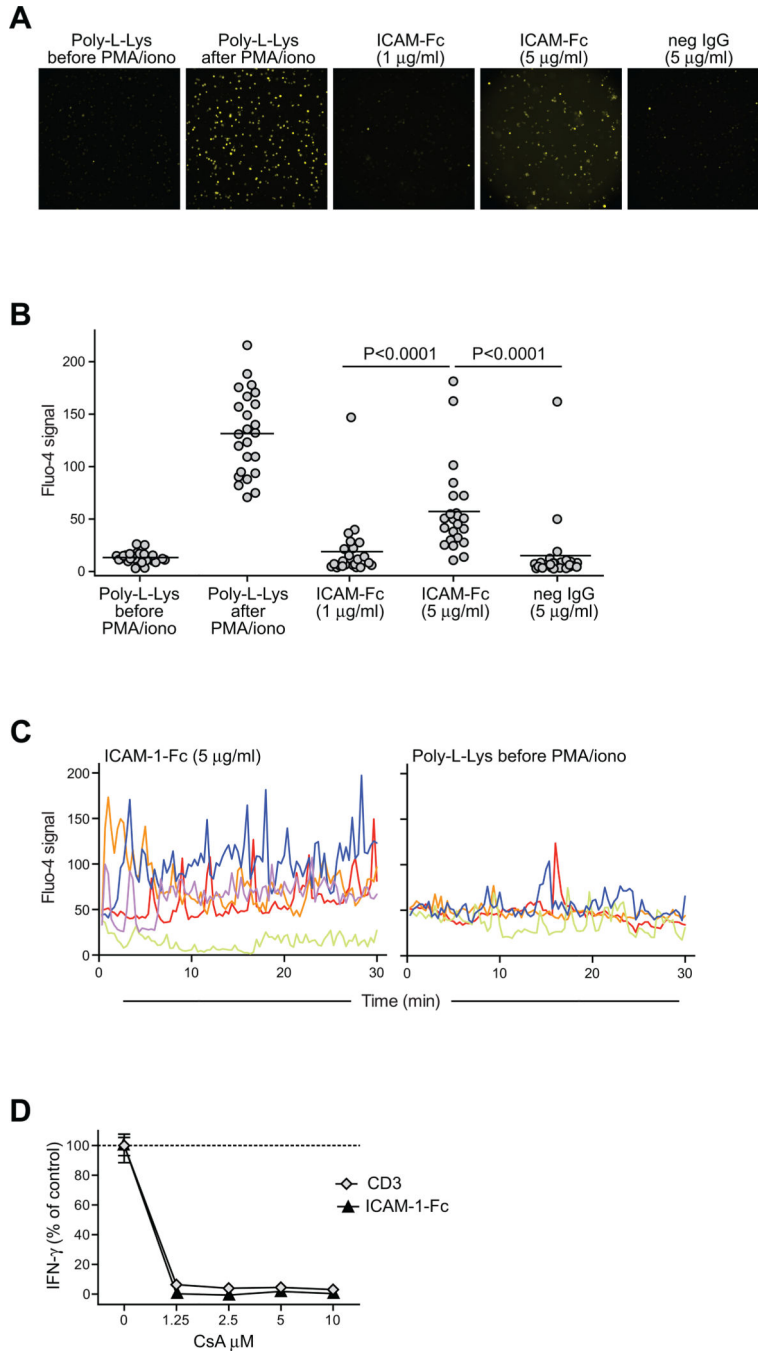 A
Poly-L-Lys
before PMA/iono
Poly-L-Lys
after PMA/iono
ICAM-Fc
(1 μg/ml)
ICAM-Fc
(5 μg/ml)
neg IgG
(5 μg/ml)
B
Fluo-4 signal
200
150
100
50
0
P<0.0001
P<0.0001
Poly-L-Lys
before
PMA/iono
Poly-L-Lys
after
PMA/iono
ICAM-Fc
(1 μg/ml)
ICAM-Fc
(5 μg/ml)
neg IgG
(5 μg/ml)
C
ICAM-1-Fc (5 μg/ml)
Poly-L-Lys before PMA/iono
Fluo-4 signal
200
150
100
50
0
0 10 20 30
0 10 20 30
Time (min)
D
IFN-γ (% of control)
100
80
60
40
20
0
CD3
ICAM-1-Fc
0 1.25 2.5 5 10
CsA μM